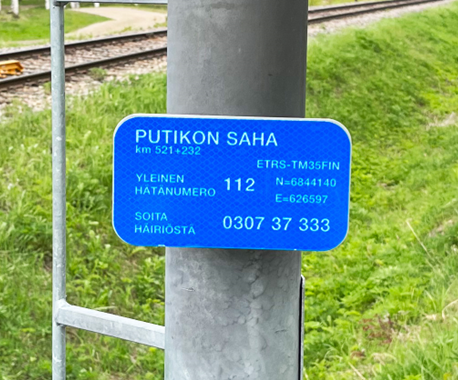 PUTIKON SAHA
km 521+232
ETRS-TM35FIN
YLEINEN
HÄTÄNUMERO 112
N=6844140
E=626597
SOITA
HÄIRIÖSTÄ 0307 37 333